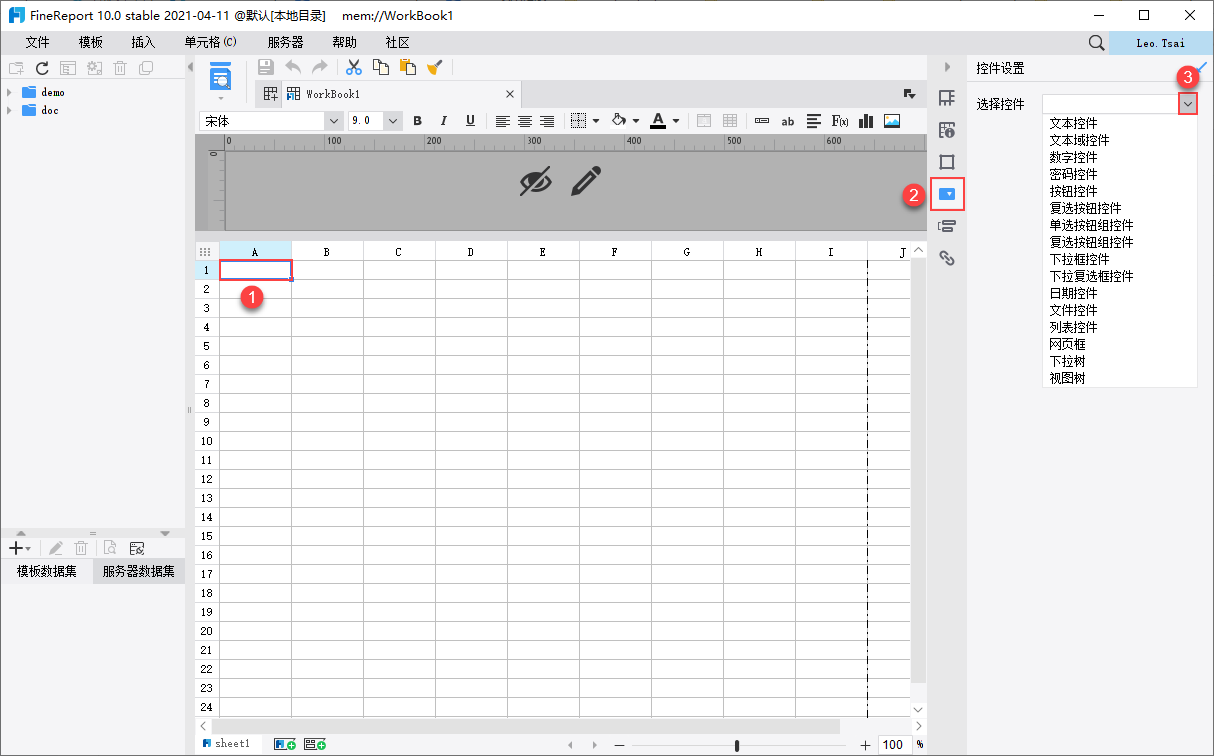 FineReport 10.0 stable 2021-04-11 @默认[本地目录] mem://WorkBook1
文件 模板 插入 单元格(C) 服务器 帮助 社区
Leo.Tsai
demo
doc
WorkBook1
宋体 9.0 B I U A ab F(x)
0 100 200 300 400 500 600
0
A B C D E F G H I J
1
2
3
4
5
6
7
8
9
10
11
12
13
14
15
16
17
18
19
20
21
22
23
24
1
2
3
控件设置
选择控件
文本控件
文本域控件
数字控件
密码控件
按钮控件
复选按钮控件
单选按钮组控件
复选按钮组控件
下拉框控件
下拉复选框控件
日期控件
文件控件
列表控件
网页框
下拉树
视图树
模板数据集 服务器数据集
sheet1
100 %